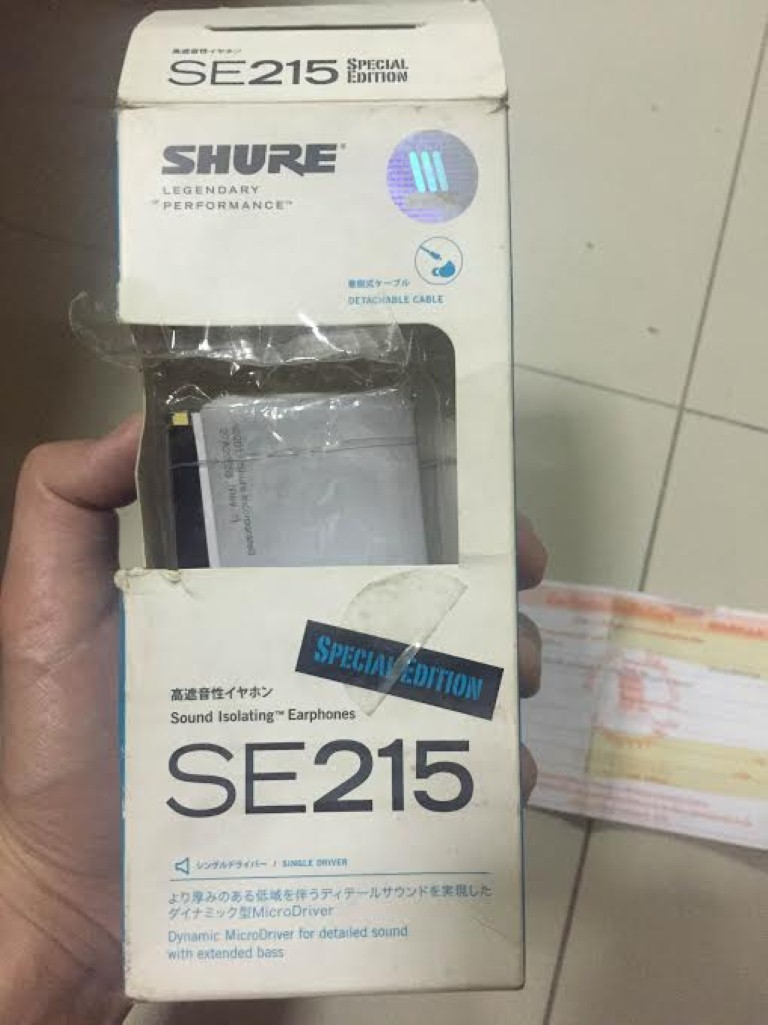 高遮音性イヤホン
SE215 SPECIAL EDITION
SHURE®
LEGENDARY
PERFORMANCE™
着脱式ケーブル
DETACHABLE CABLE
SPECIAL EDITION
高遮音性イヤホン
Sound Isolating™ Earphones
SE215
シングルドライバー / SINGLE DRIVER
より厚みのある低域を伴うディテールサウンドを実現した
ダイナミック型MicroDriver
Dynamic MicroDriver for detailed sound
with extended bass